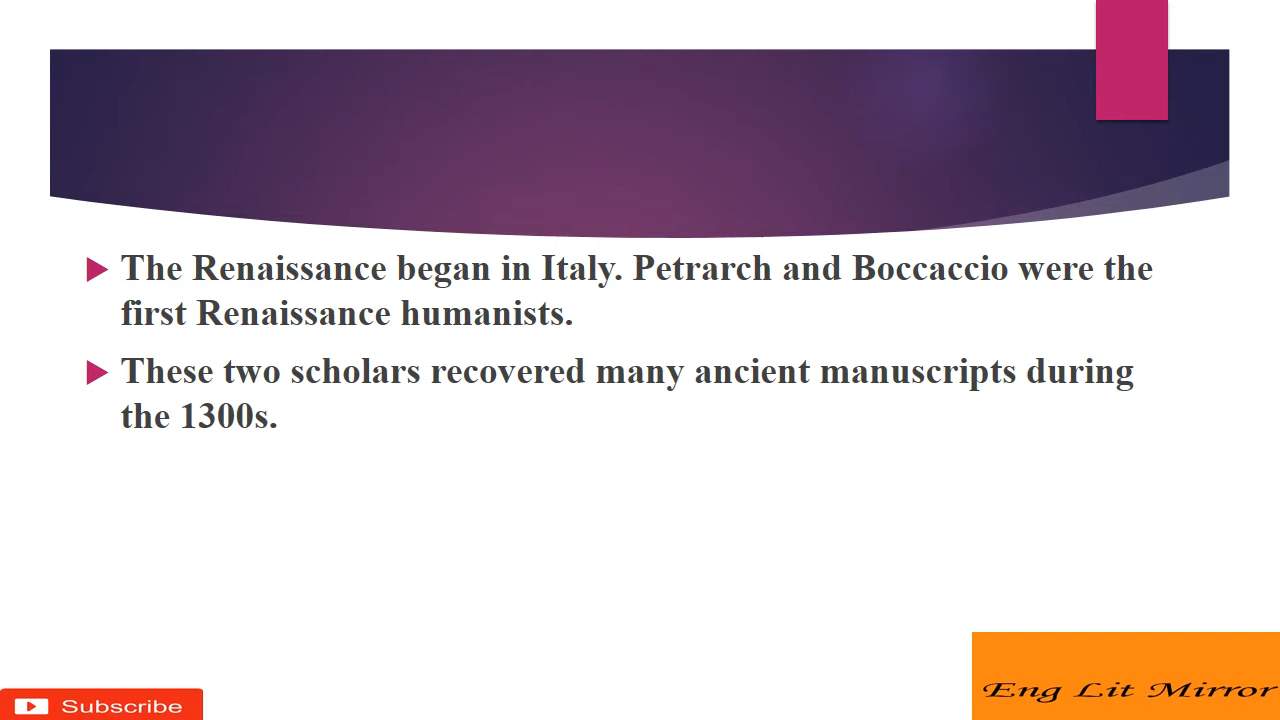 The Renaissance began in Italy. Petrarch and Boccaccio were the
first Renaissance humanists.
These two scholars recovered many ancient manuscripts during
the 1300s.
Eng Lit Mirror
Subscribe